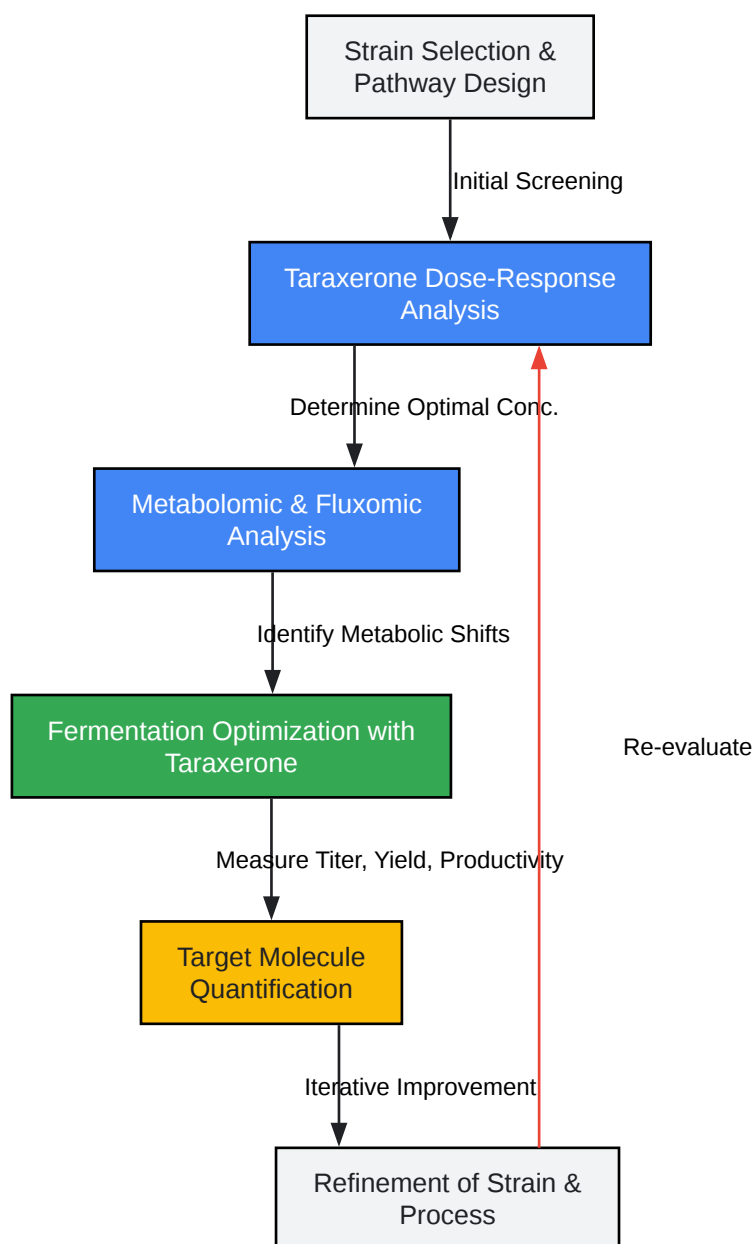 Strain Selection &
Pathway Design
Initial Screening
Taraxerone Dose-Response
Analysis
Determine Optimal Conc.
Metabolomic & Fluxomic
Analysis
Identify Metabolic Shifts
Fermentation Optimization with
Taraxerone
Re-evaluate
Measure Titer, Yield, Productivity
Target Molecule
Quantification
Iterative Improvement
Refinement of Strain &
Process